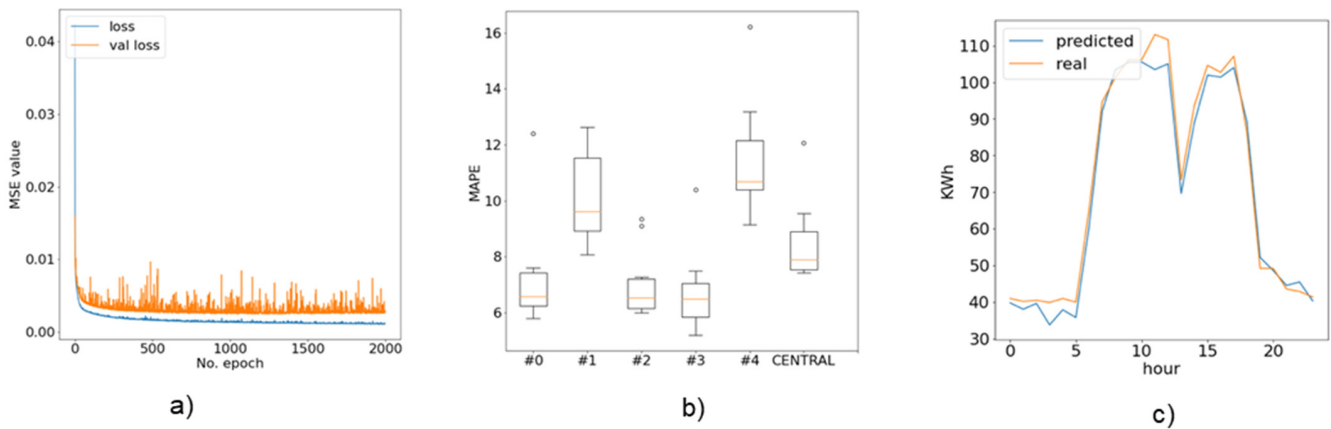 loss
val loss
0.04
0.03
0.02
0.01
0.00
MSE value
0
500
1000
1500
2000
No. epoch
a)
16
14
12
10
8
6
MAPE
#0
#1
#2
#3
#4
CENTRAL
b)
predicted
real
110
100
90
80
70
60
50
40
30
KWh
0
5
10
15
20
hour
c)